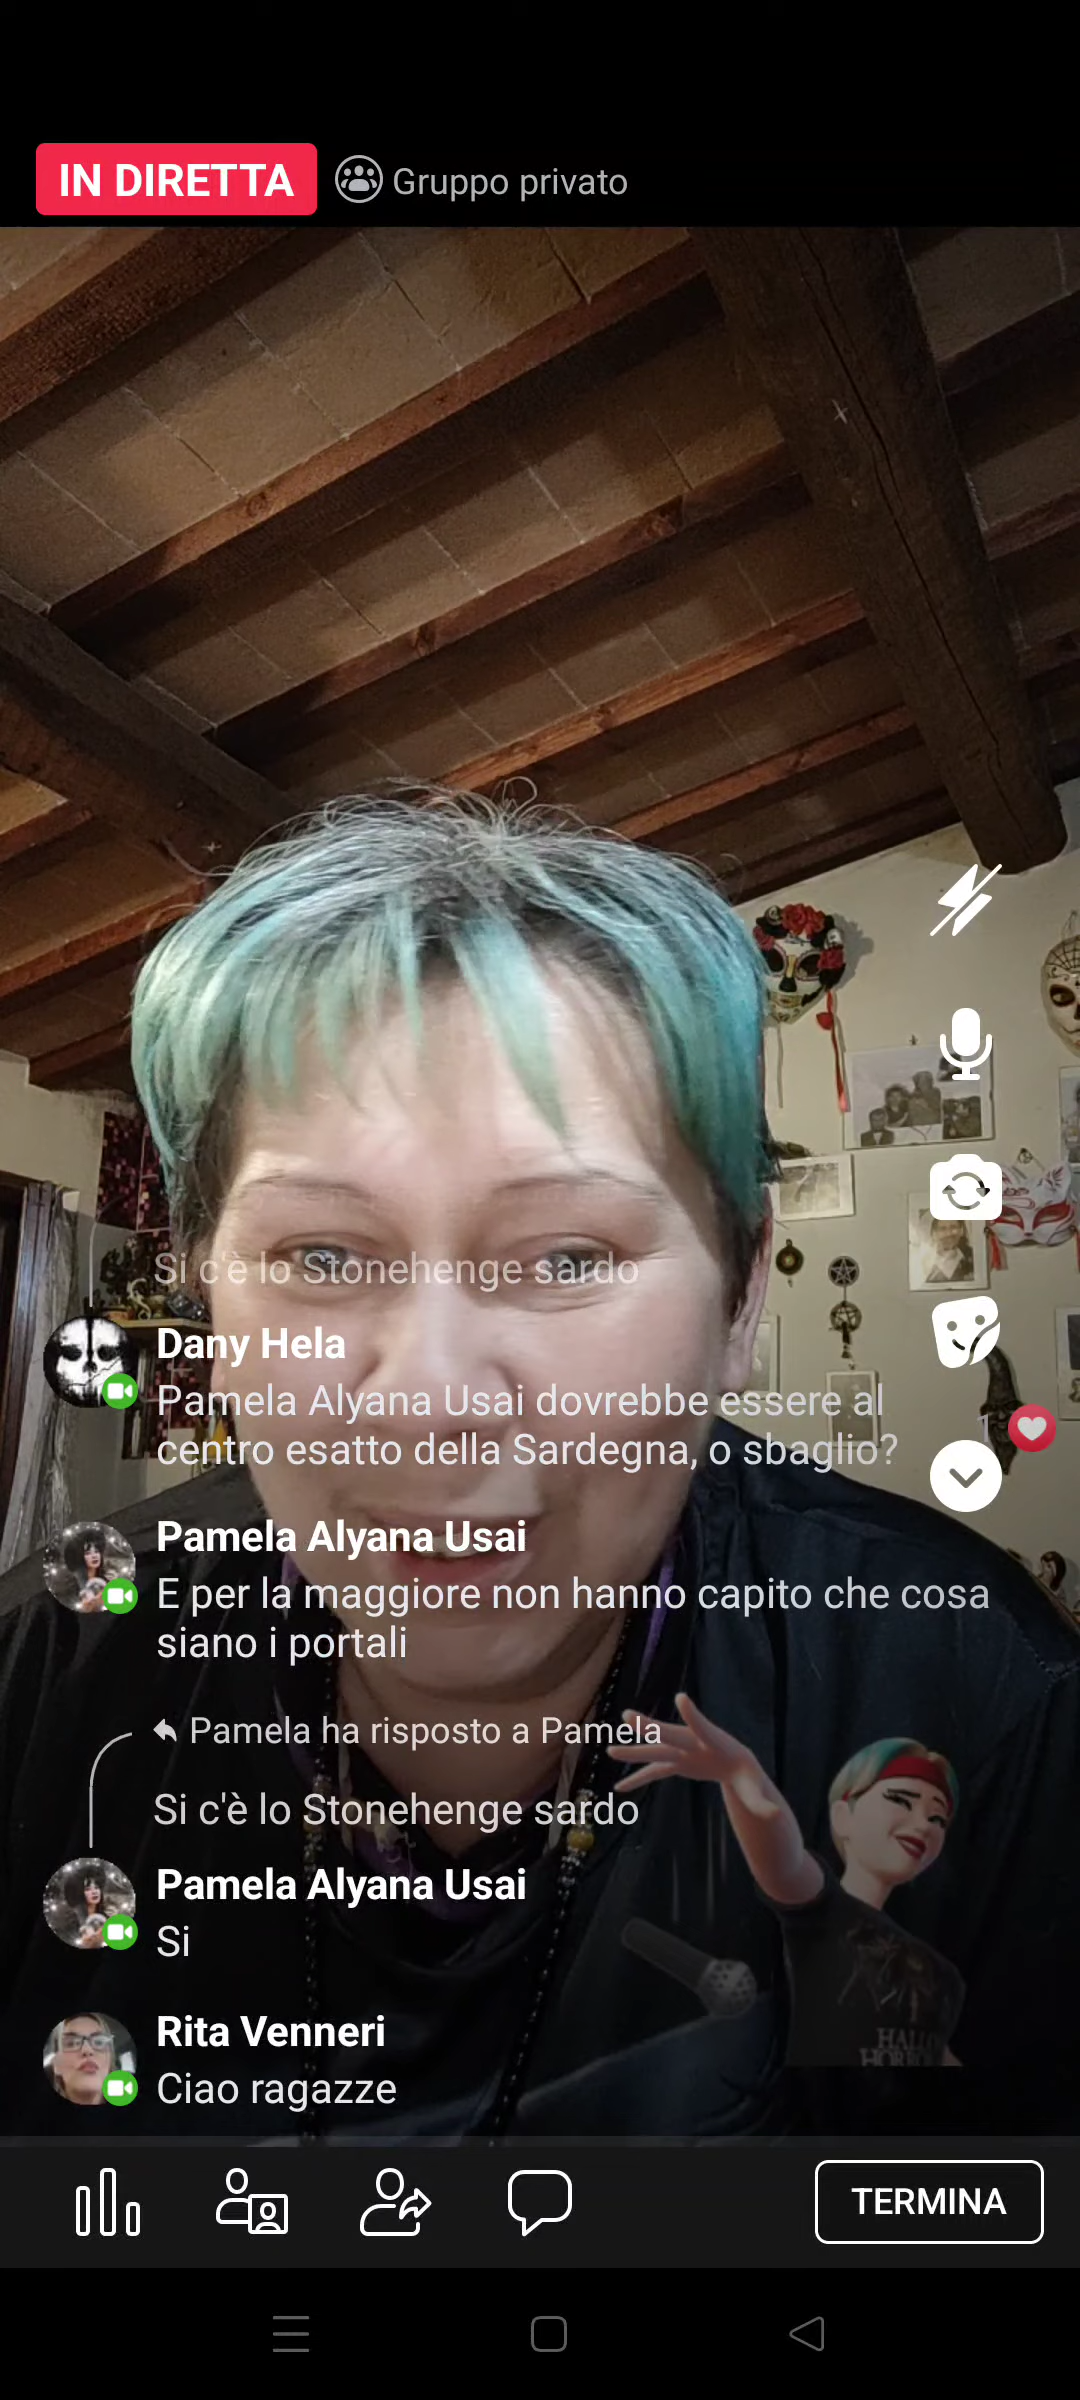 IN DIRETTA
Gruppo privato
Si c'è lo Stonehenge sardo
Dany Hela
Pamela Alyana Usai dovrebbe essere al
centro esatto della Sardegna, o sbaglio?
1
Pamela Alyana Usai
E per la maggiore non hanno capito che cosa
siano i portali
Pamela ha risposto a Pamela
Si c'è lo Stonehenge sardo
Pamela Alyana Usai
Si
Rita Venneri
Ciao ragazze
TERMINA